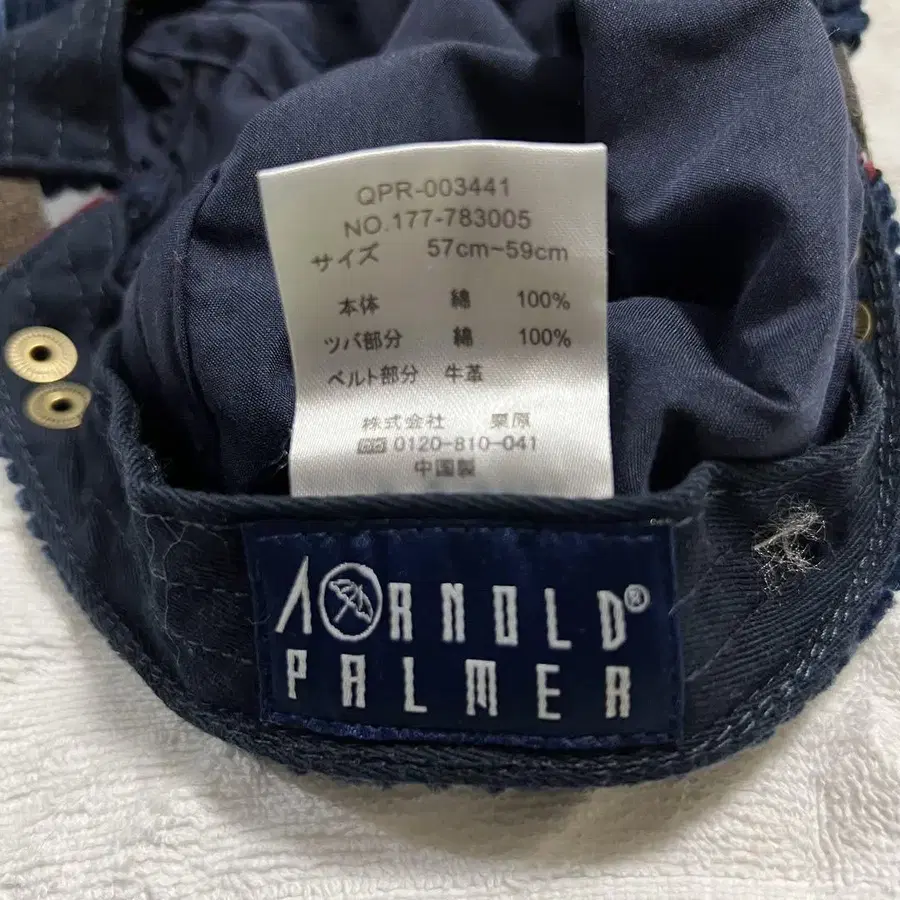 QPR-003441
NO.177-783005
サイズ 57cm~59cm
本体 綿 100%
ツバ部分 綿 100%
ベルト部分 牛革
株式会社 栗原
0120-810-041
中国製
ARNOLD®
PALMER